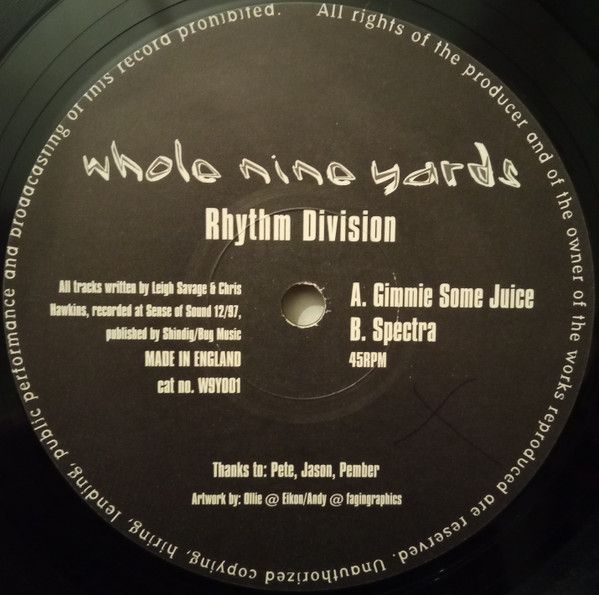 All rights of the producer and of the owner of the works reproduced are reserved. Unauthorized copying, hiring, lending, public performance and broadcasting of this record prohibited.
whole nine yards
Rhythm Division
All tracks written by Leigh Savage & Chris
Hawkins, recorded at Sense of Sound 12/97,
published by Shindig/Bug Music
MADE IN ENGLAND
cat no. W9Y001
A. Gimmie Some Juice
B. Spectra
45RPM
Thanks to: Pete, Jason, Pember
Artwork by: Ollie @ Eikon/Andy @ fagingraphics